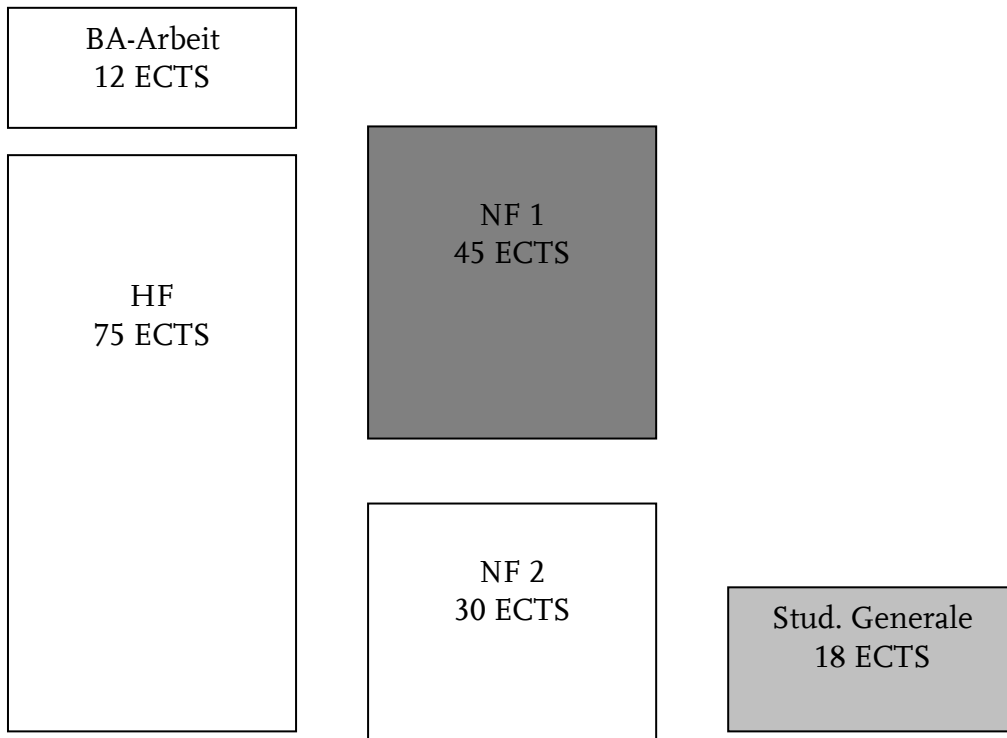 BA-Arbeit
12 ECTS
HF
75 ECTS
NF 1
45 ECTS
NF 2
30 ECTS
Stud. Generale
18 ECTS